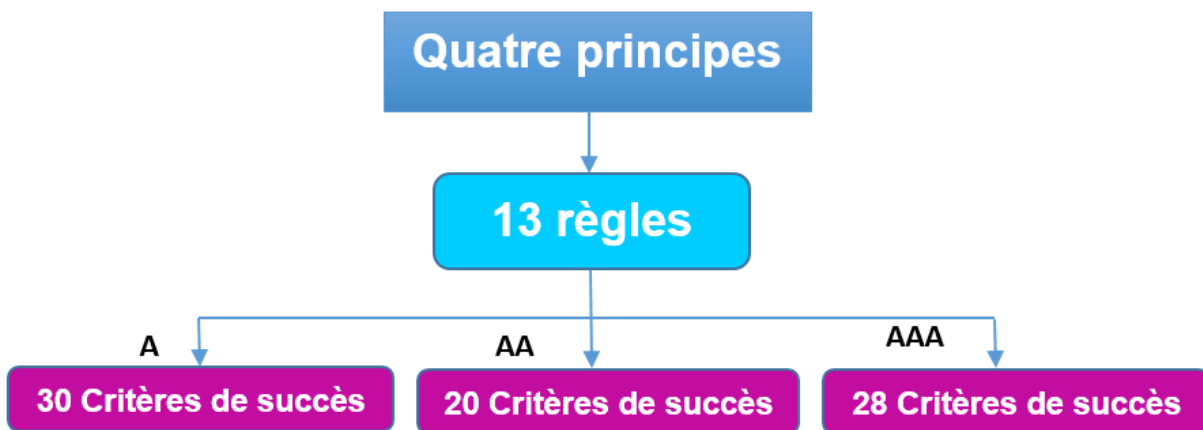 Quatre principes
13 règles
A
AA
AAA
30 Critères de succès
20 Critères de succès
28 Critères de succès